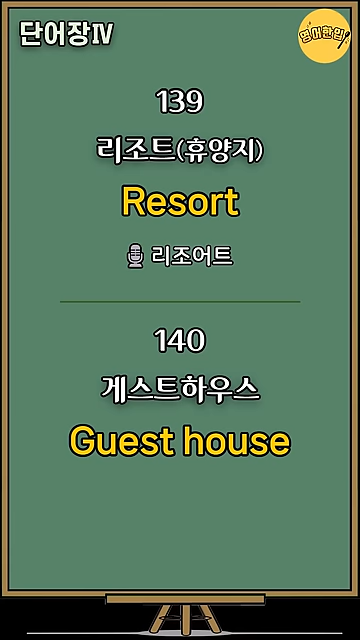 단어장Ⅳ
영어한입
139
리조트(휴양지)
Resort
리조어트
140
게스트하우스
Guest house